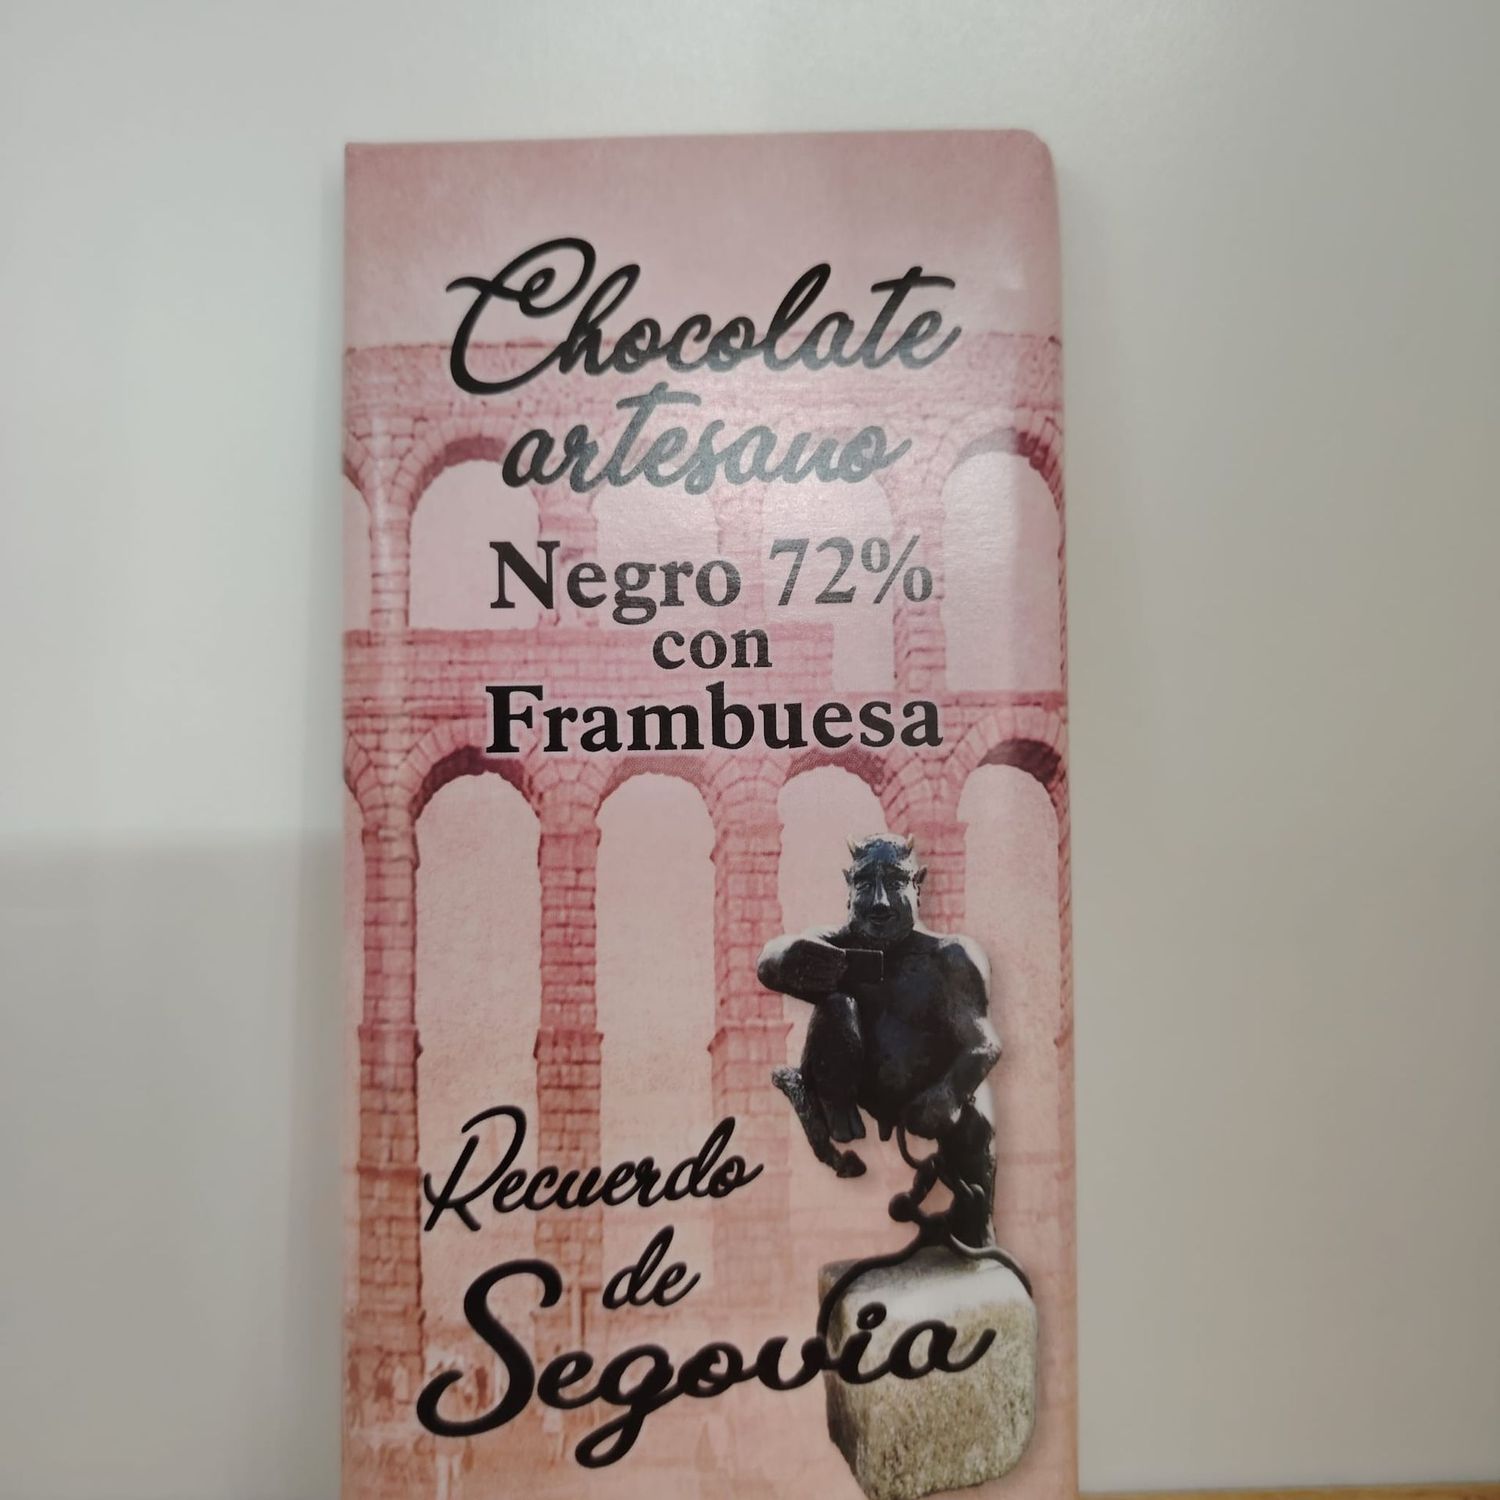 Chocolate
artesano
Negro 72%
con
Frambuesa
Recuerdo
de
Segovia